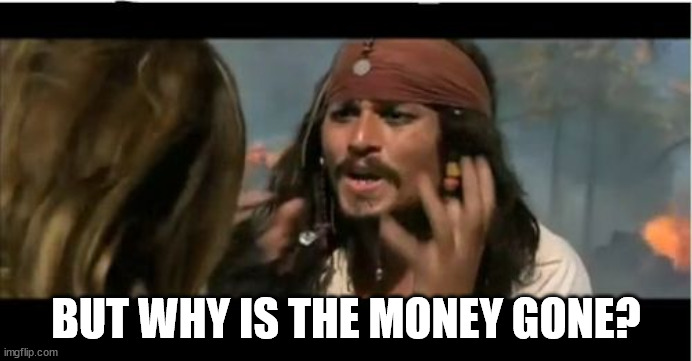 BUT WHY IS THE MONEY GONE?
imgflip.com